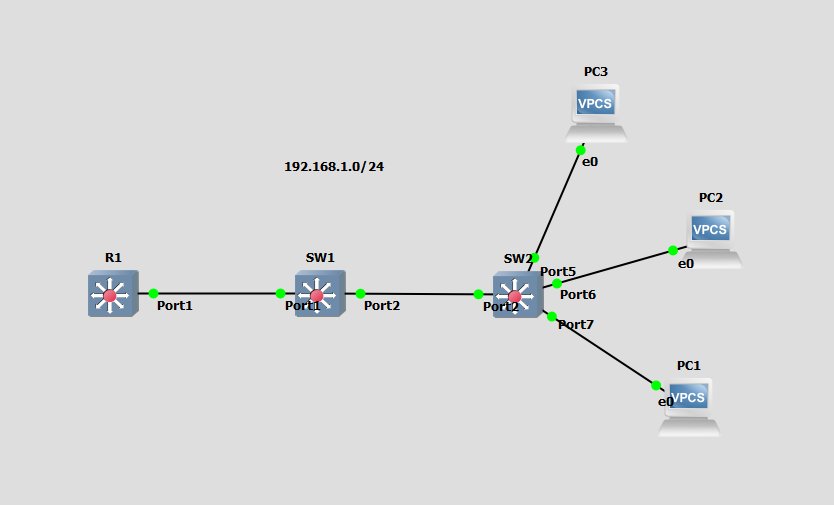 PC3
VPCS
e0
192.168.1.0/24
PC2
VPCS
e0
R1
SW1
SW2
Port5
Port6
Port1
Port1
Port2
Port2
Port7
PC1
VPCS
e0